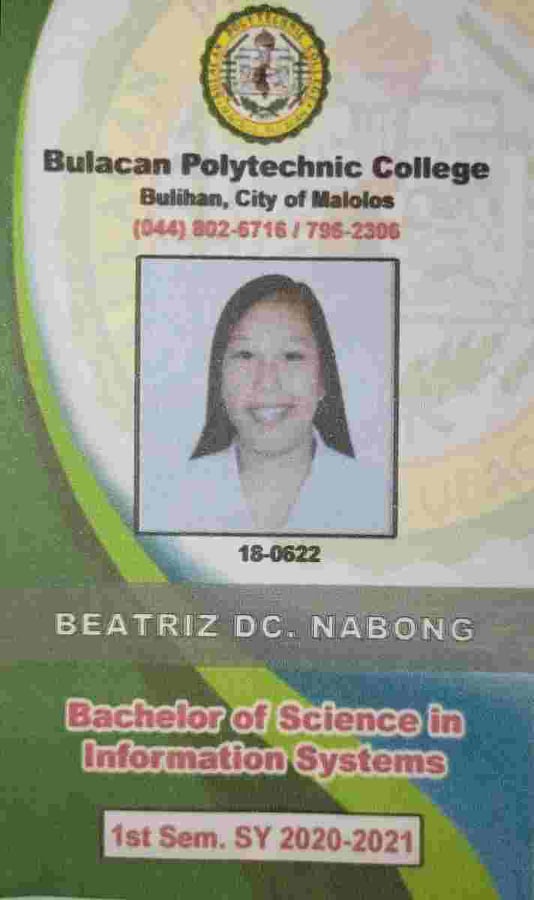 Bulacan Polytechnic College
Bulihan, City of Malolos
(044) 802-6716 / 796-2306
18-0622
BEATRIZ DC. NABONG
Bachelor of Science in
Information Systems
1st Sem. SY 2020-2021